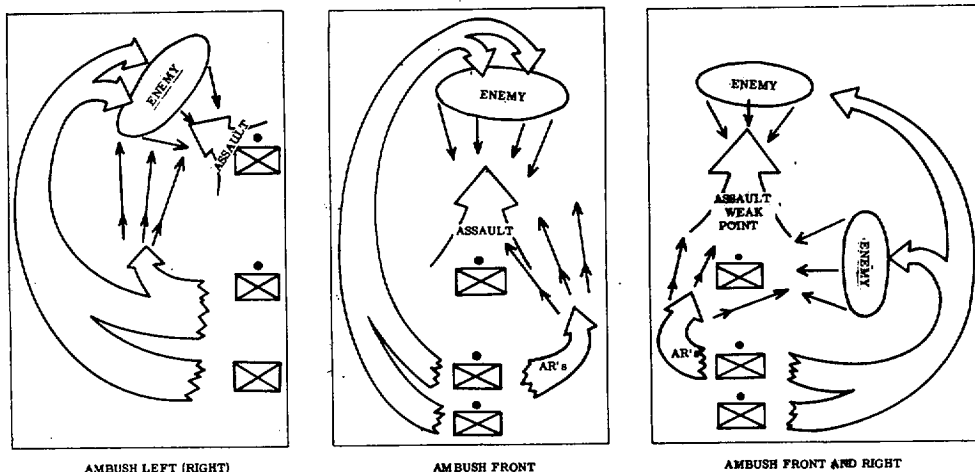 ENEMY
ASSAULT
AMBUSH LEFT (RIGHT)
ENEMY
ASSAULT
AR's
AMBUSH FRONT
ENEMY
ASSAULT
WEAK
POINT
ENEMY
AR's
AMBUSH FRONT AND RIGHT